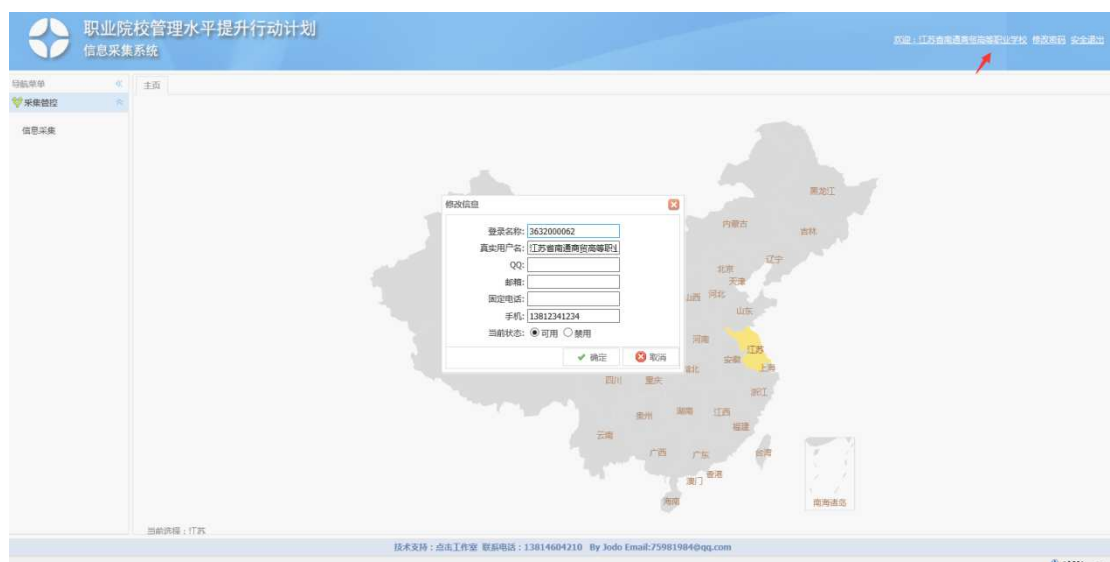 职业院校管理水平提升行动计划
信息采集系统
欢迎：江苏省南通商贸高等职业学校 修改密码 安全退出
导航菜单
主页
采集管控
信息采集
修改信息
登录名称: 3632000062
真实用户名: 江苏省南通商贸高等职业
QQ:
邮箱:
固定电话:
手机: 13812341234
当前状态: 可用 禁用
确定 取消
黑龙江
内蒙古
吉林
辽宁
北京
天津
山西 河北
山东
河南
江苏
安徽
上海
湖北
四川 重庆
浙江
贵州 湖南 江西
福建
云南
广西 广东 台湾
澳门 香港
海南
南海诸岛
当前选择：江苏
技术支持：点击工作室 联系电话：13814604210 By Jodo Email:75981984@qq.com